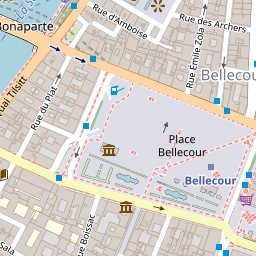 Rue d'Amboise
Rue des Archers
Bonaparte
Rue Émile Zola
Bellecour
Rue du Plat
Quai Tilsitt
Place
Bellecour
Bellecour
Rue Boissac
Sala